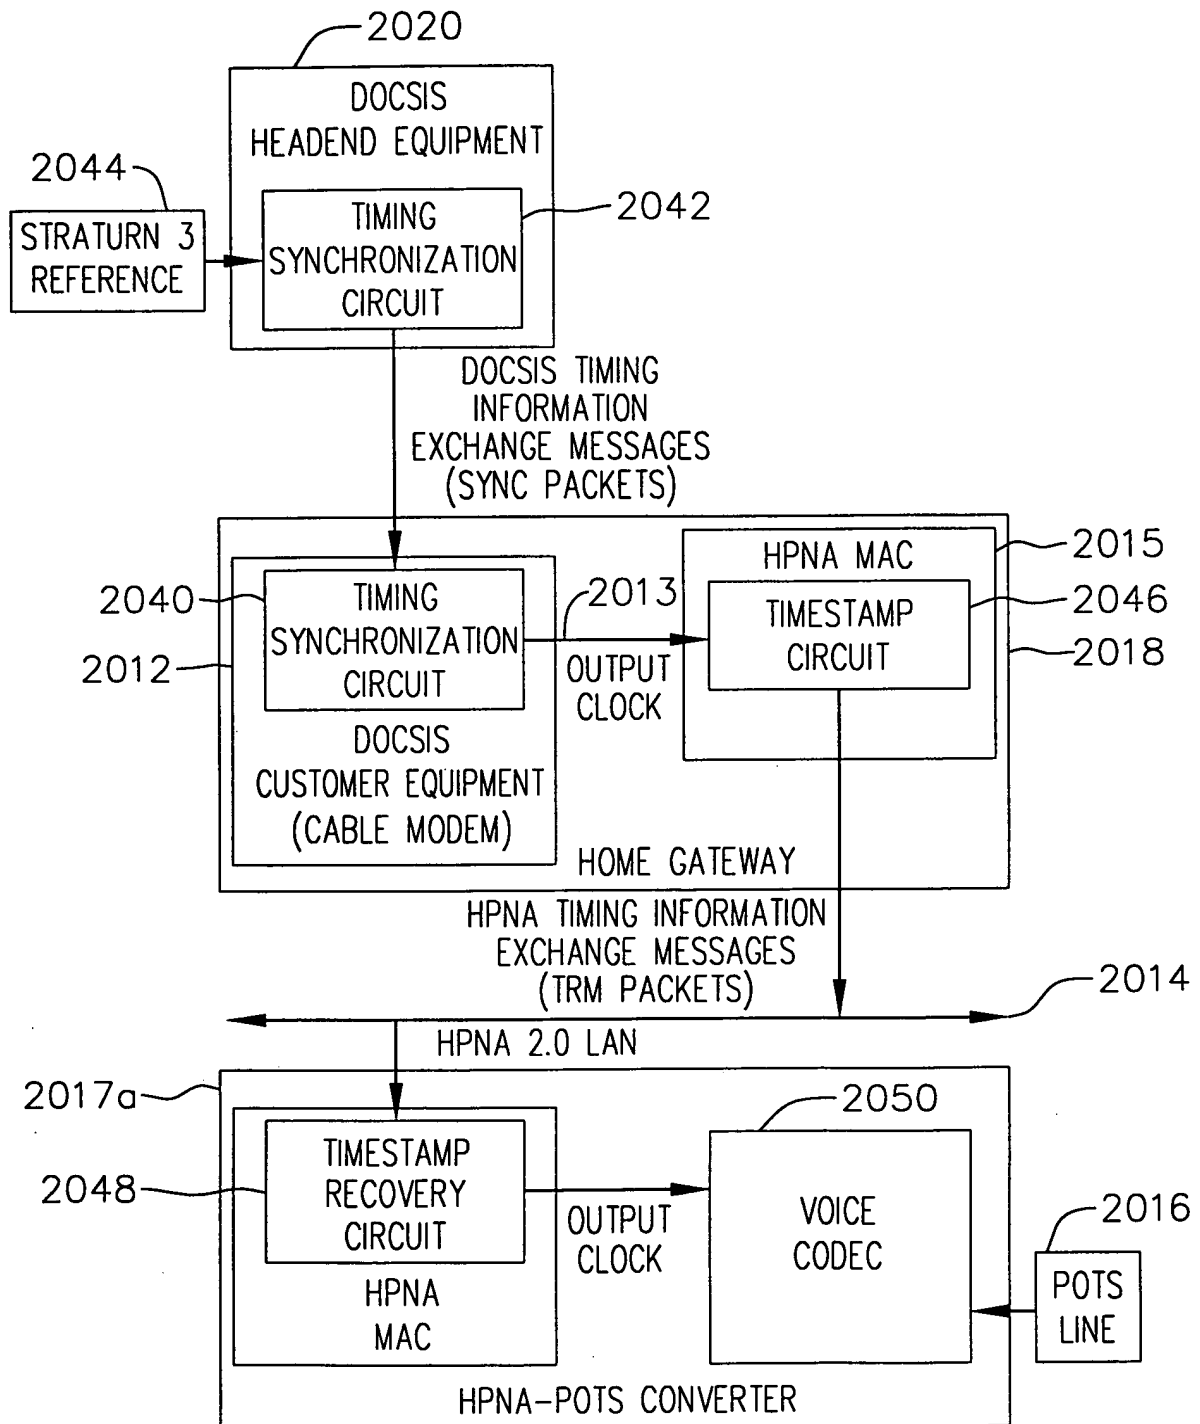 2020
DOCSIS
HEADEND EQUIPMENT
2044
STRATURN 3
REFERENCE
2042
TIMING
SYNCHRONIZATION
CIRCUIT
DOCSIS TIMING
INFORMATION
EXCHANGE MESSAGES
(SYNC PACKETS)
2040
TIMING
SYNCHRONIZATION
CIRCUIT
2012
DOCSIS
CUSTOMER EQUIPMENT
(CABLE MODEM)
2013
OUTPUT
CLOCK
HPNA MAC
2015
TIMESTAMP
CIRCUIT
2046
2018
HOME GATEWAY
HPNA TIMING INFORMATION
EXCHANGE MESSAGES
(TRM PACKETS)
2014
HPNA 2.0 LAN
2017a
2048
TIMESTAMP
RECOVERY
CIRCUIT
HPNA
MAC
OUTPUT
CLOCK
2050
VOICE
CODEC
2016
POTS
LINE
HPNA-POTS CONVERTER